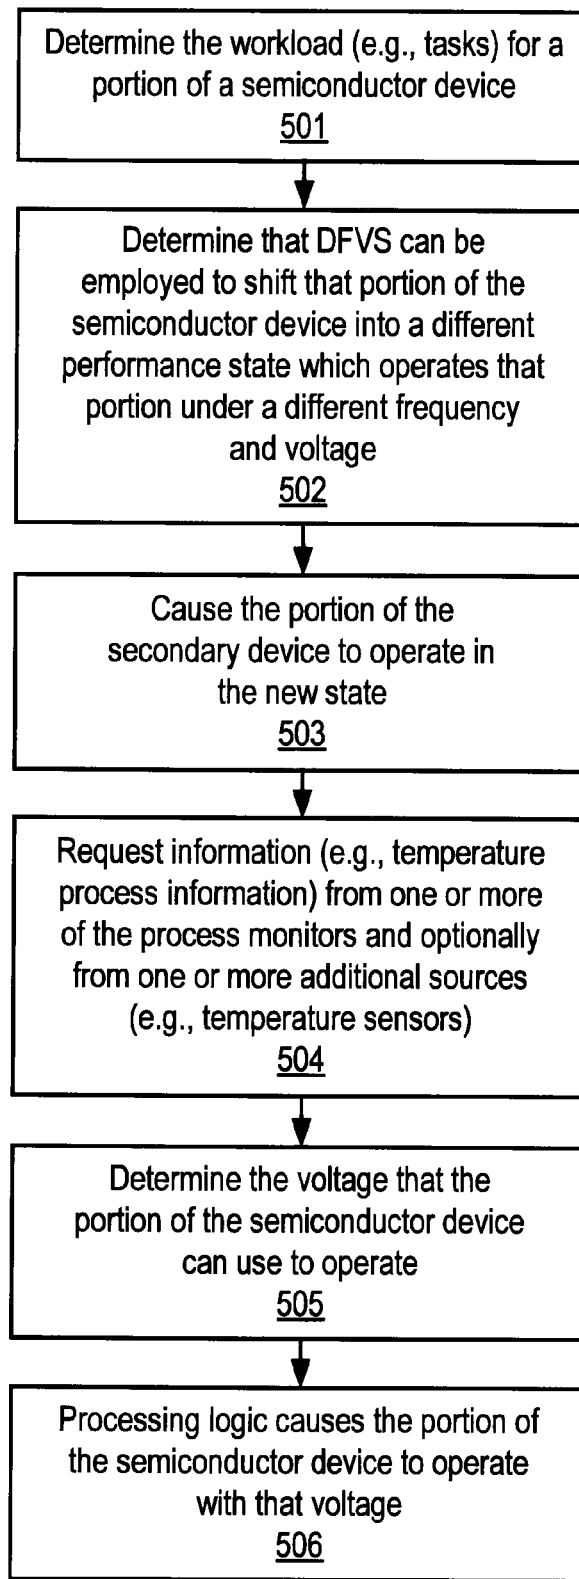 Determine the workload (e.g., tasks) for a
portion of a semiconductor device
501
Determine that DFVS can be
employed to shift that portion of the
semiconductor device into a different
performance state which operates that
portion under a different frequency
and voltage
502
Cause the portion of the
secondary device to operate in
the new state
503
Request information (e.g., temperature
process information) from one or more
of the process monitors and optionally
from one or more additional sources
(e.g., temperature sensors)
504
Determine the voltage that the
portion of the semiconductor device
can use to operate
505
Processing logic causes the portion of
the semiconductor device to operate
with that voltage
506